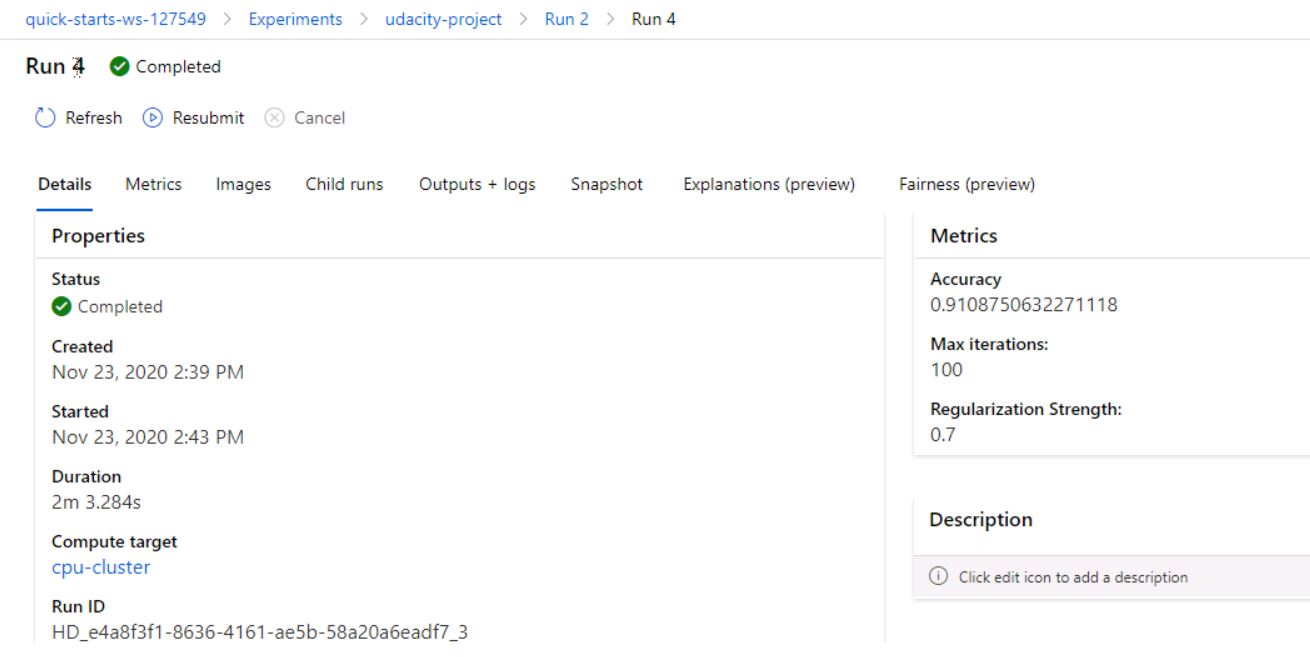 quick-starts-ws-127549 > Experiments > udacity-project > Run 2 > Run 4
Run 4 Completed
Refresh Resubmit Cancel
Details Metrics Images Child runs Outputs + logs Snapshot Explanations (preview) Fairness (preview)
Properties
Status
Completed
Created
Nov 23, 2020 2:39 PM
Started
Nov 23, 2020 2:43 PM
Duration
2m 3.284s
Compute target
cpu-cluster
Run ID
HD_e4a8f3f1-8636-4161-ae5b-58a20a6eadf7_3
Metrics
Accuracy
0.9108750632271118
Max iterations:
100
Regularization Strength:
0.7
Description
Click edit icon to add a description